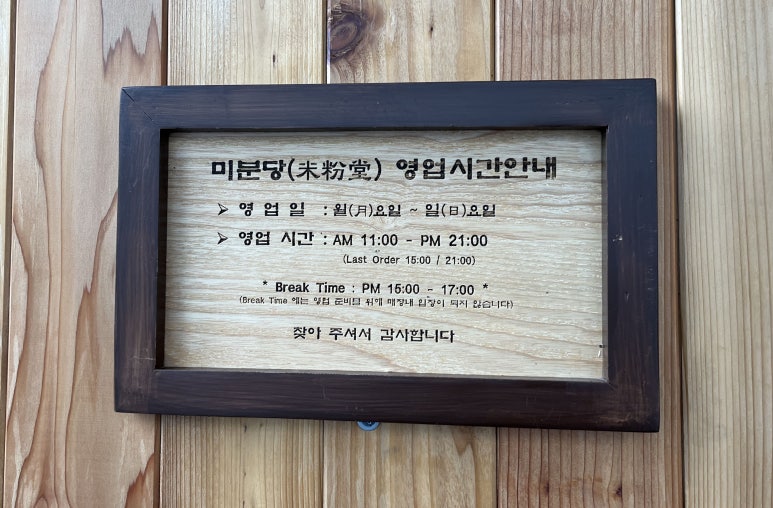 미분당(未粉堂) 영업시간안내
➢ 영 업 일 : 월(月)요일 ~ 일(日)요일
➢ 영업 시간 : AM 11:00 - PM 21:00
(Last Order 15:00 / 21:00)
* Break Time : PM 15:00 - 17:00 *
(Break Time 에는 영업 준비를 위해 매장내 입장이 되지 않습니다)
찾아 주셔서 감사합니다